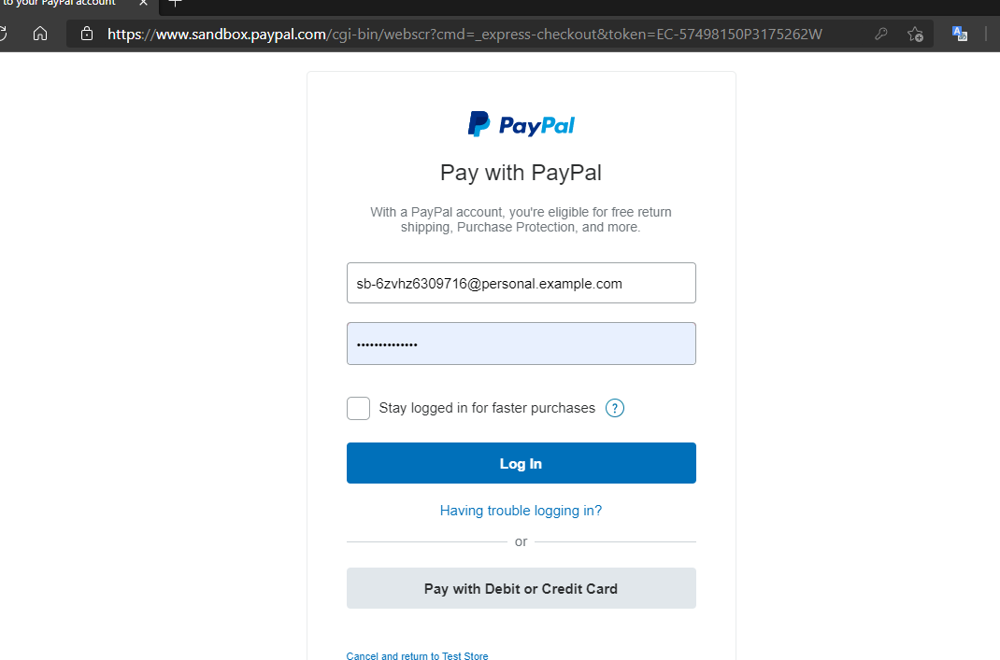 to your PayPal account
https://www.sandbox.paypal.com/cgi-bin/webscr?cmd=_express-checkout&token=EC-57498150P3175262W
PayPal
Pay with PayPal
With a PayPal account, you're eligible for free return
shipping, Purchase Protection, and more.
sb-6zvhz6309716@personal.example.com
••••••••••••••
Stay logged in for faster purchases ?
Log In
Having trouble logging in?
or
Pay with Debit or Credit Card
Cancel and return to Test Store